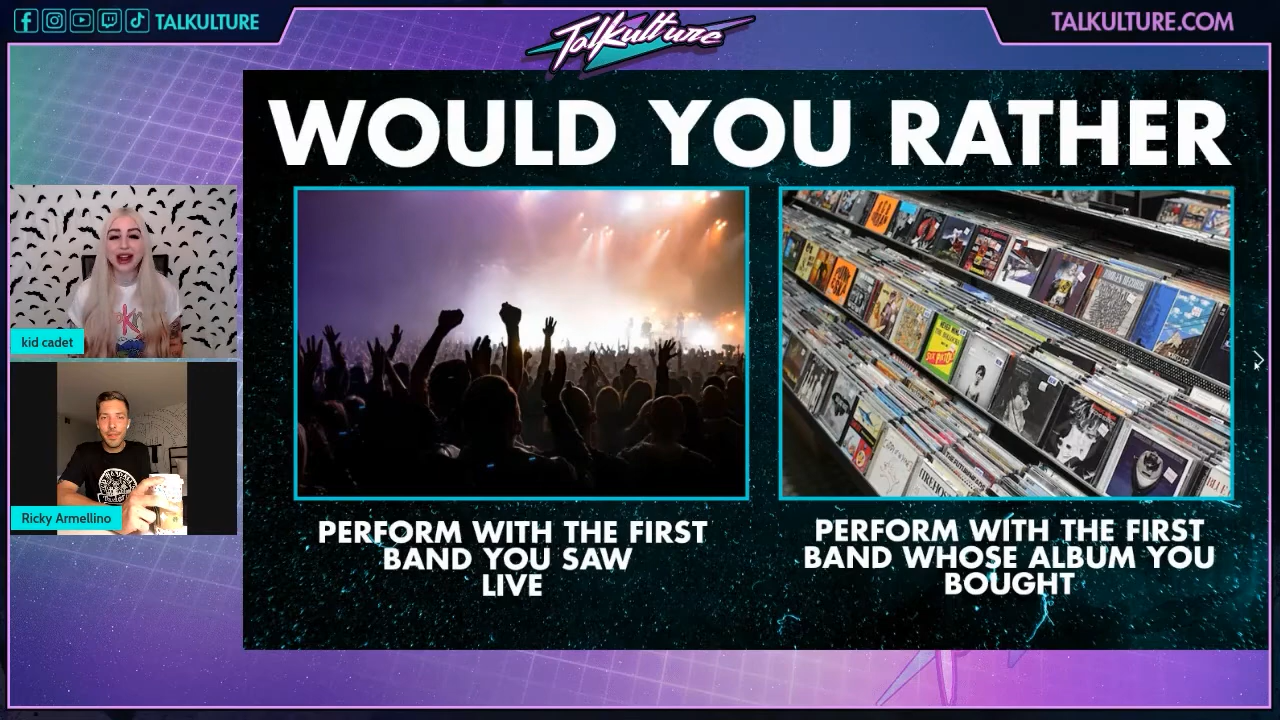 TALKULTURE
Talkulture
TALKULTURE.COM
WOULD YOU RATHER
kid cadet
Ricky Armellino
PERFORM WITH THE FIRST
BAND YOU SAW
LIVE
PERFORM WITH THE FIRST
BAND WHOSE ALBUM YOU
BOUGHT